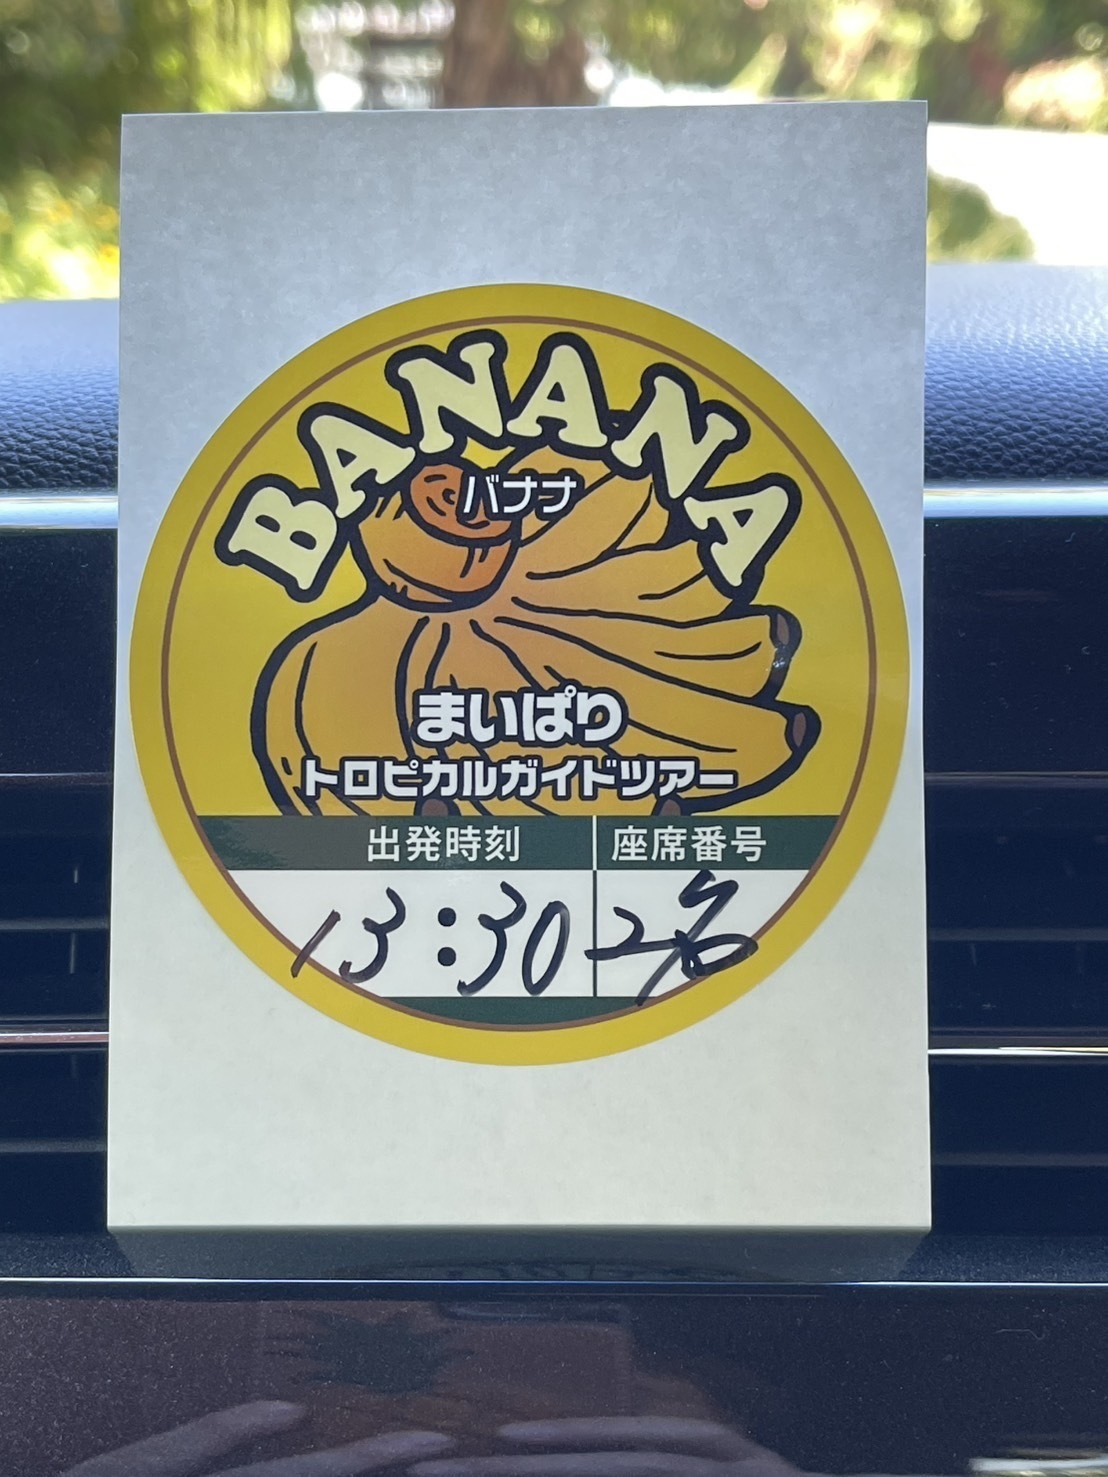 BANANA
バナナ
まいぱり
トロピカルガイドツアー
出発時刻 座席番号
13:30 2名